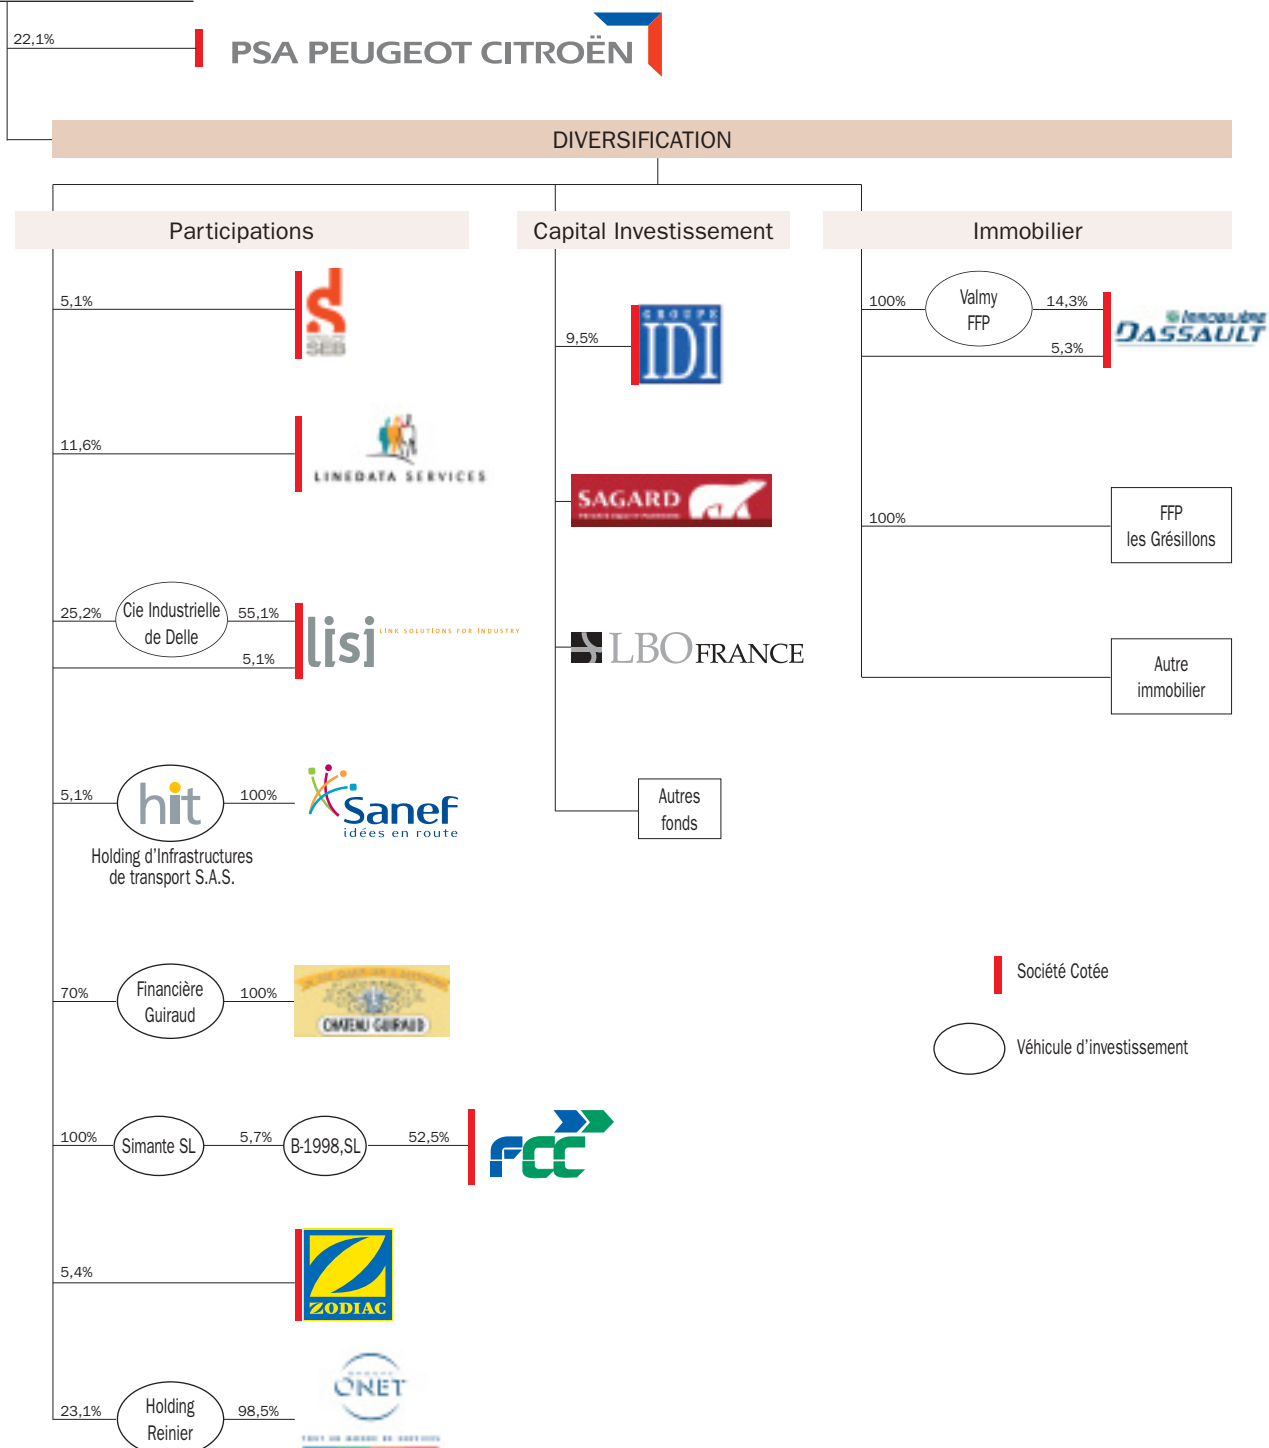 22,1%
PSA PEUGEOT CITROËN
DIVERSIFICATION
Participations
Capital Investissement
Immobilier
5,1%
SEB
11,6%
LINEDATA SERVICES
25,2%
Cie Industrielle
de Delle
55,1%
5,1%
lisi
LINK SOLUTIONS FOR INDUSTRY
5,1%
hit
100%
Sanef
idées en route
Holding d'Infrastructures
de transport S.A.S.
70%
Financière
Guiraud
100%
CHATEAU GUIRAUD
100%
Simante SL
5,7%
B-1998,SL
52,5%
FCC
5,4%
ZODIAC
23,1%
Holding
Reinier
98,5%
ONET
TOUT UN MONDE DE SERVICES
9,5%
GROUPE
IDI
SAGARD
LBO FRANCE
Autres
fonds
100%
Valmy
FFP
14,3%
5,3%
Immobilière
DASSAULT
100%
FFP
les Grésillons
Autre
immobilier
Société Cotée
Véhicule d'investissement